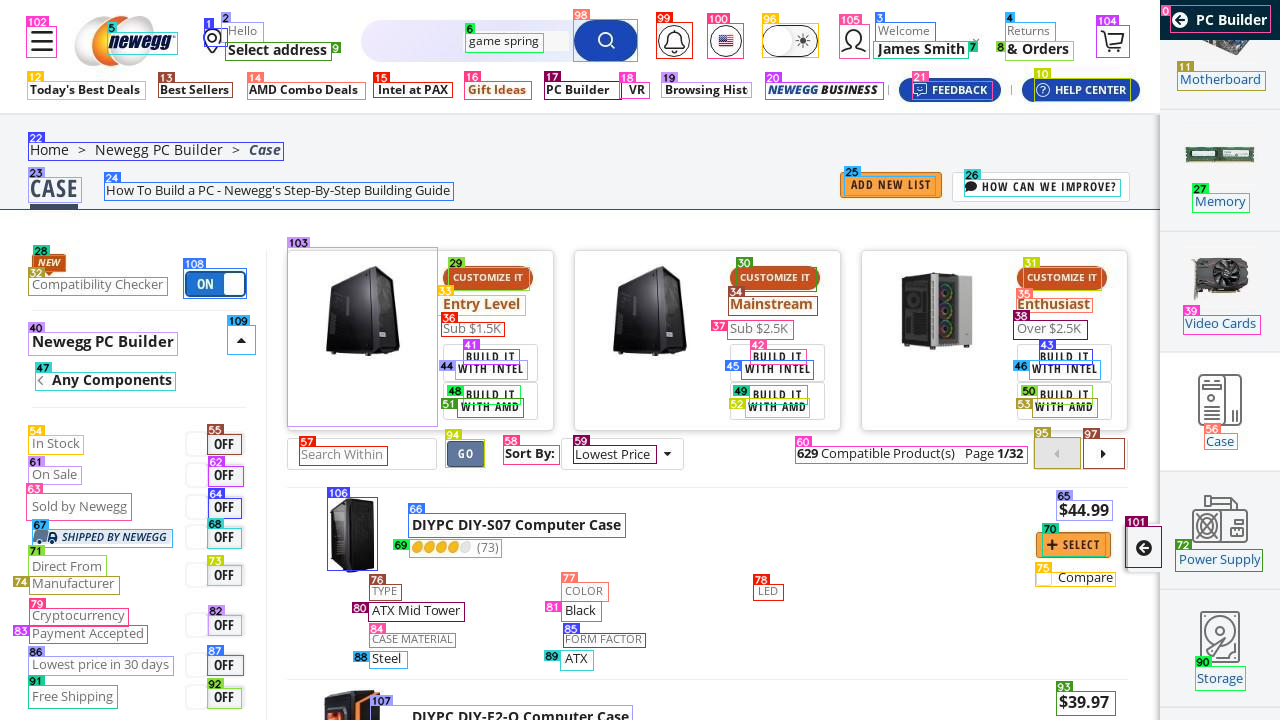 Hello
Select address
newegg
game spring
Welcome
James Smith
Returns
& Orders
PC Builder
Today's Best Deals
Best Sellers
AMD Combo Deals
Intel at PAX
Gift Ideas
PC Builder
VR
Browsing Hist
NEWEGG BUSINESS
FEEDBACK
HELP CENTER
Home > Newegg PC Builder > Case
CASE
How To Build a PC - Newegg's Step-By-Step Building Guide
ADD NEW LIST
HOW CAN WE IMPROVE?
NEW
Compatibility Checker
ON
Newegg PC Builder
Any Components
In Stock
OFF
On Sale
OFF
Sold by Newegg
OFF
SHIPPED BY NEWEGG
OFF
Direct From
Manufacturer
OFF
Cryptocurrency
Payment Accepted
OFF
Lowest price in 30 days
OFF
Free Shipping
OFF
CUSTOMIZE IT
Entry Level
Sub $1.5K
BUILD IT
WITH INTEL
BUILD IT
WITH AMD
CUSTOMIZE IT
Mainstream
Sub $2.5K
BUILD IT
WITH INTEL
BUILD IT
WITH AMD
CUSTOMIZE IT
Enthusiast
Over $2.5K
BUILD IT
WITH INTEL
BUILD IT
WITH AMD
Search Within
GO
Sort By:
Lowest Price
629 Compatible Product(s)
Page 1/32
DIYPC DIY-S07 Computer Case
(73)
$44.99
SELECT
Compare
TYPE
COLOR
LED
ATX Mid Tower
Black
CASE MATERIAL
FORM FACTOR
Steel
ATX
DIYPC DIY-F2-O Computer Case
$39.97
Motherboard
Memory
Video Cards
Case
Power Supply
Storage